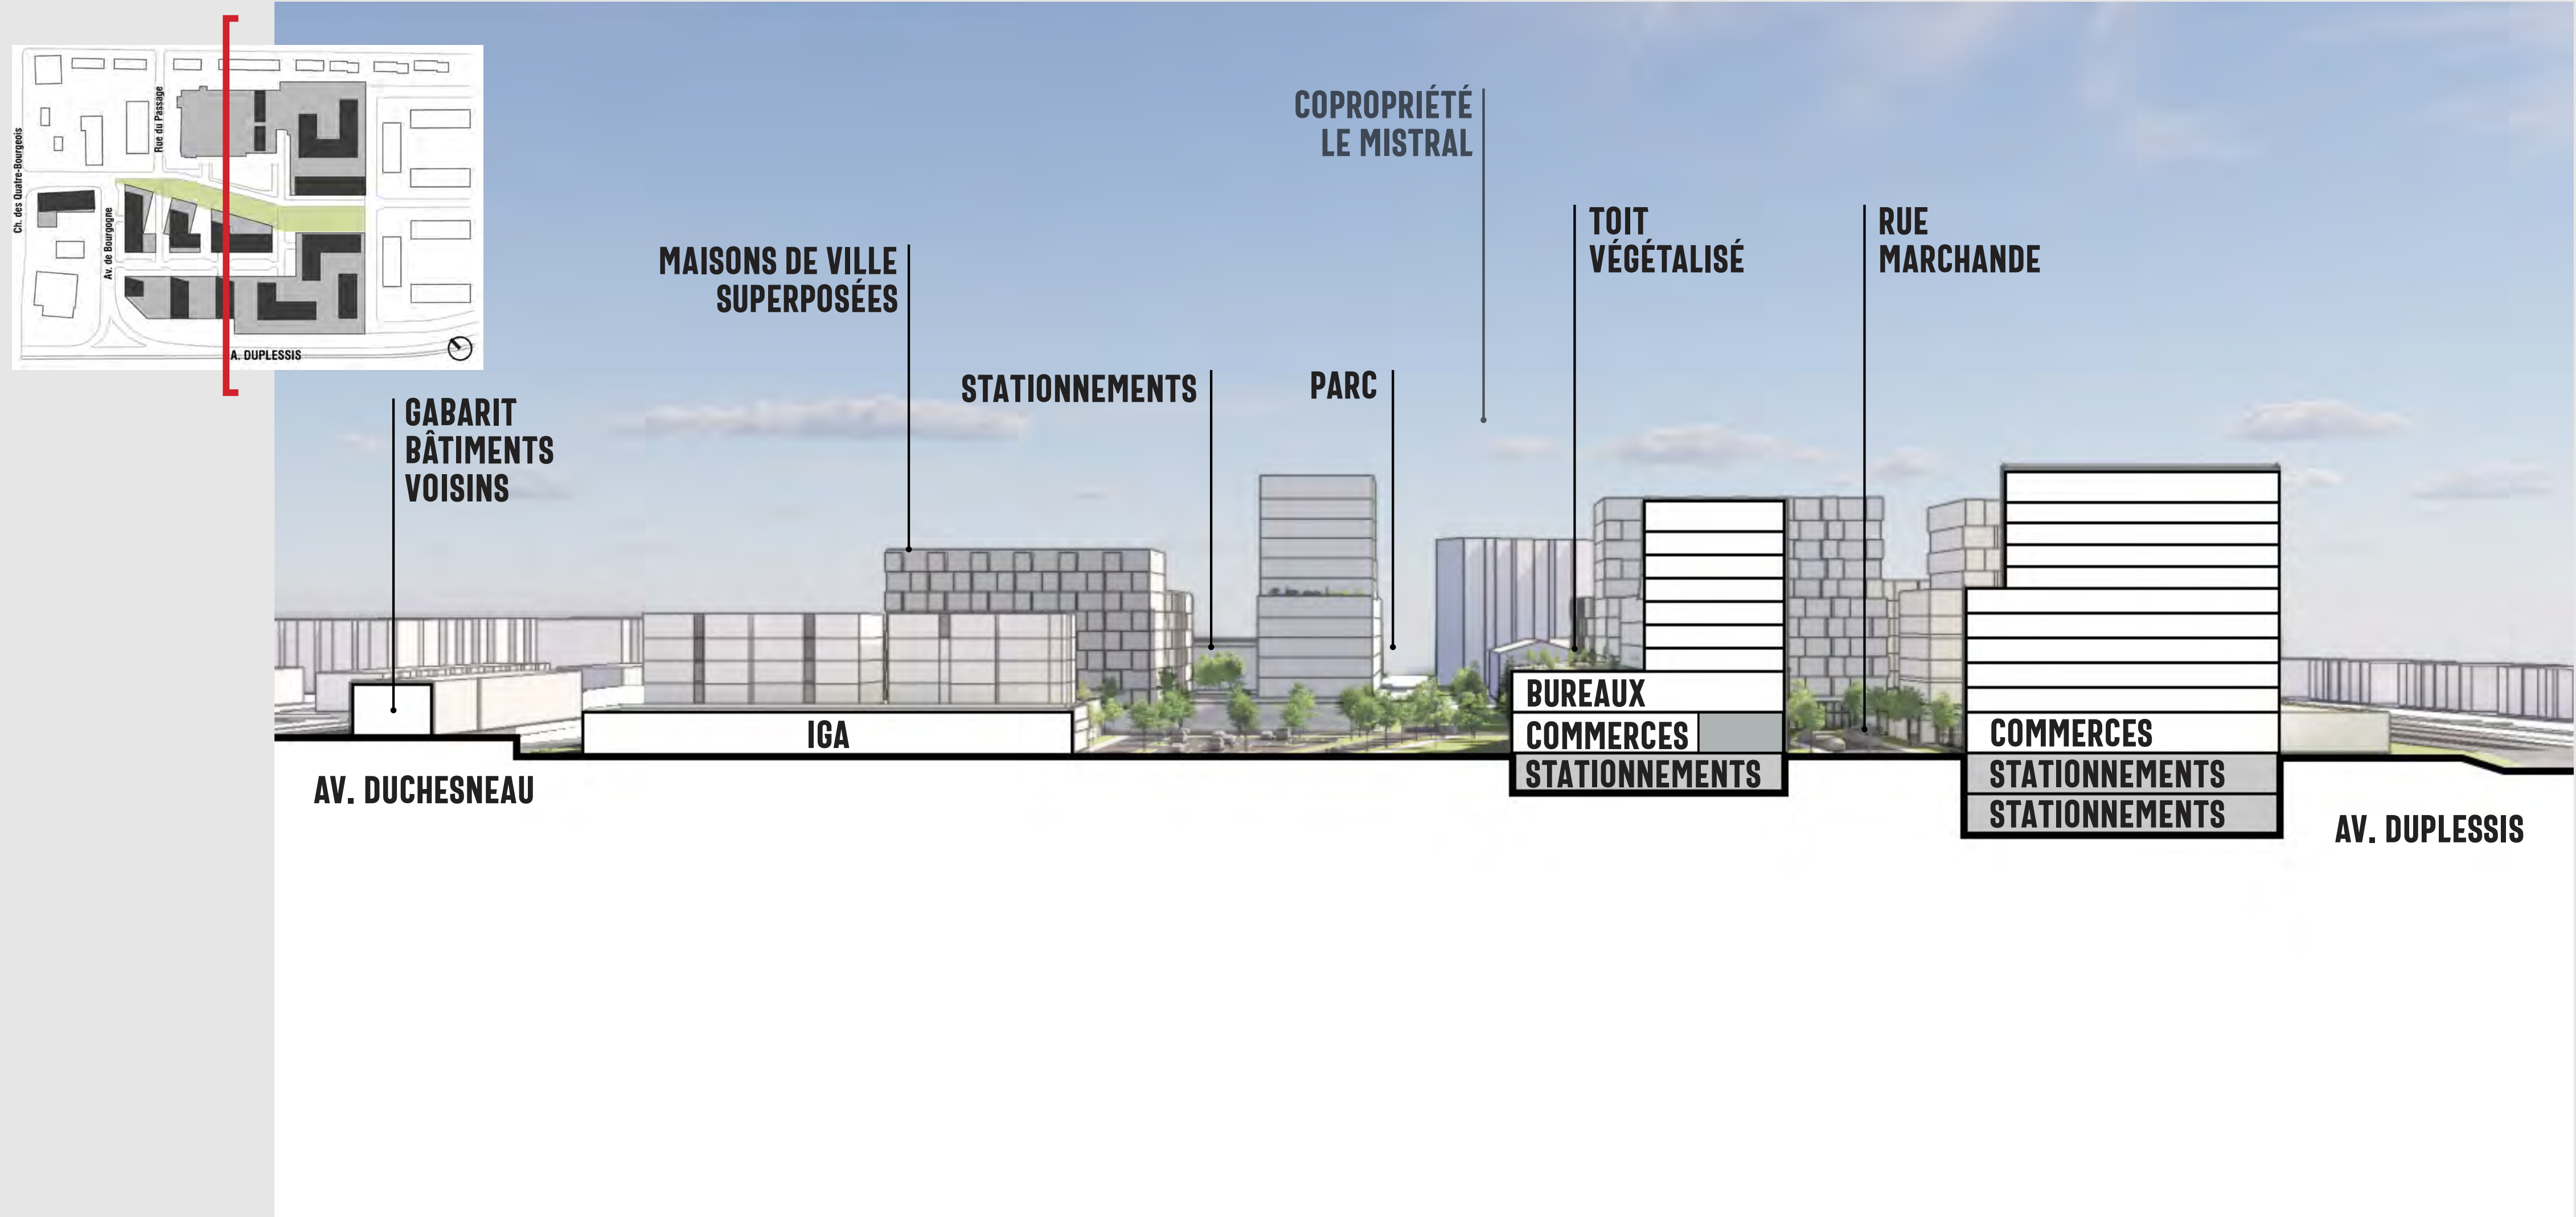 Ch. des Quatre-Bourgeois
Rue du Passage
Av. de Bourgogne
A. DUPLESSIS
GABARIT
BÂTIMENTS
VOISINS
MAISONS DE VILLE
SUPERPOSÉES
STATIONNEMENTS
PARC
COPROPRIÉTÉ
LE MISTRAL
TOIT
VÉGÉTALISÉ
RUE
MARCHANDE
IGA
BUREAUX
COMMERCES
STATIONNEMENTS
COMMERCES
STATIONNEMENTS
STATIONNEMENTS
AV. DUCHESNEAU
AV. DUPLESSIS